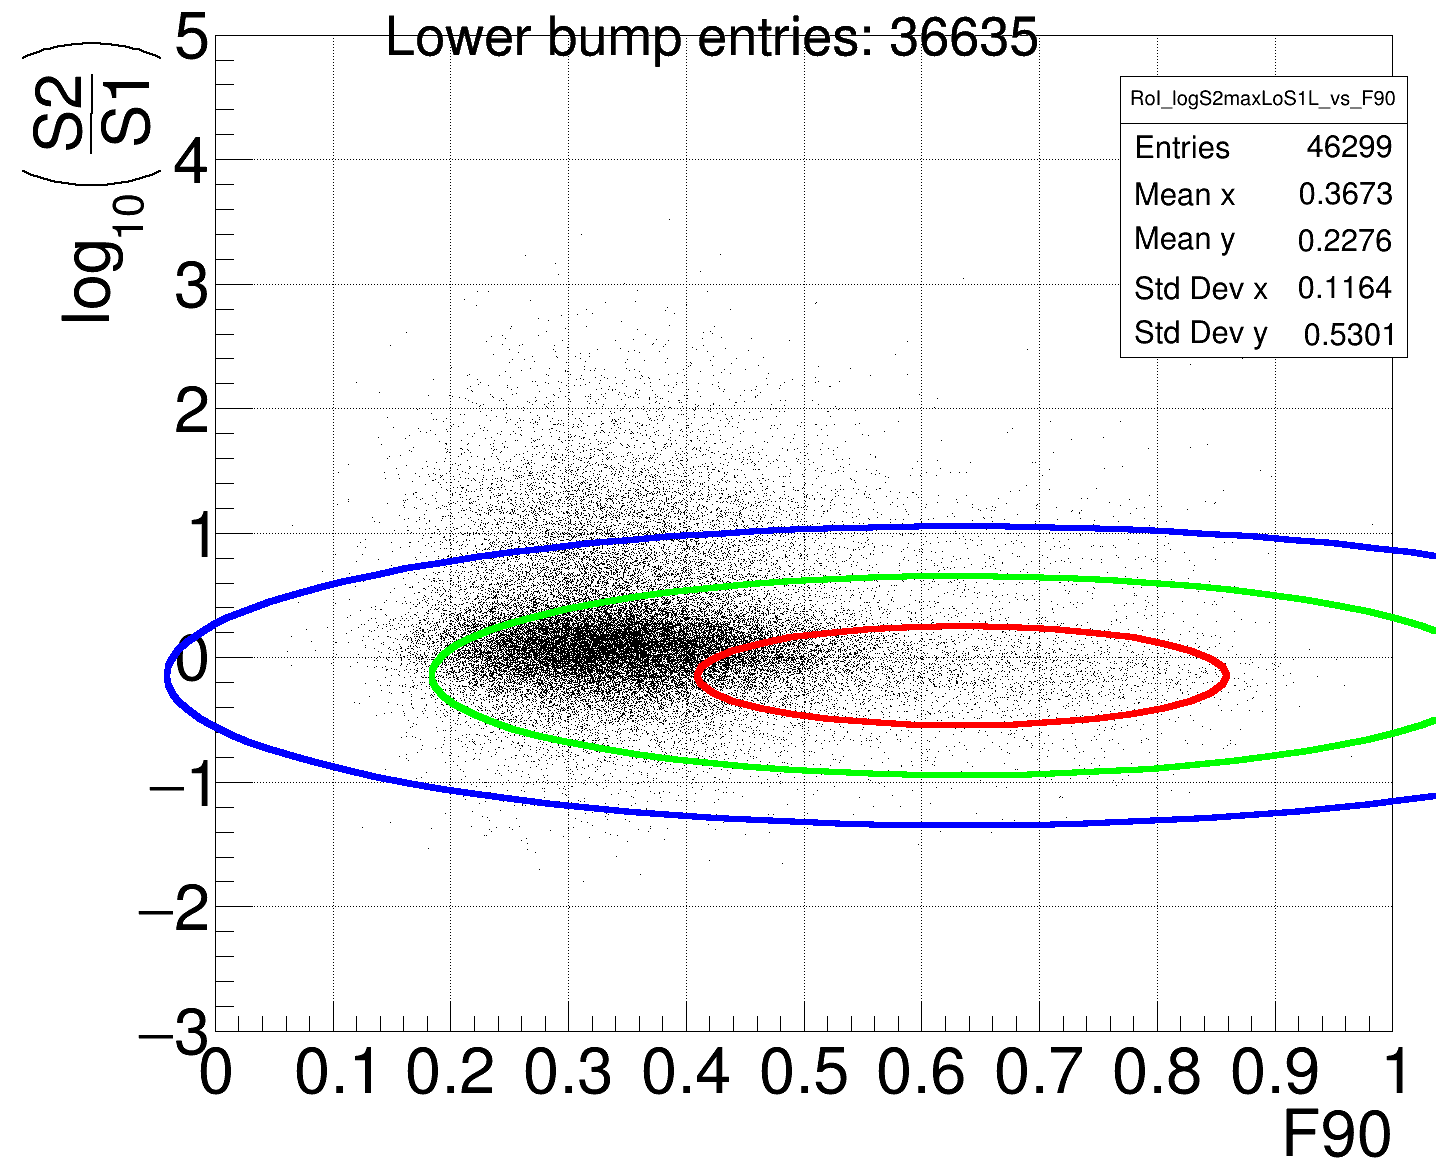 Lower bump entries: 36635
RoI_logS2maxLoS1L_vs_F90
Entries 46299
Mean x 0.3673
Mean y 0.2276
Std Dev x 0.1164
Std Dev y 0.5301
log10(S2/S1)
5
4
3
2
1
0
−1
−2
−3
0 0.1 0.2 0.3 0.4 0.5 0.6 0.7 0.8 0.9 1
F90